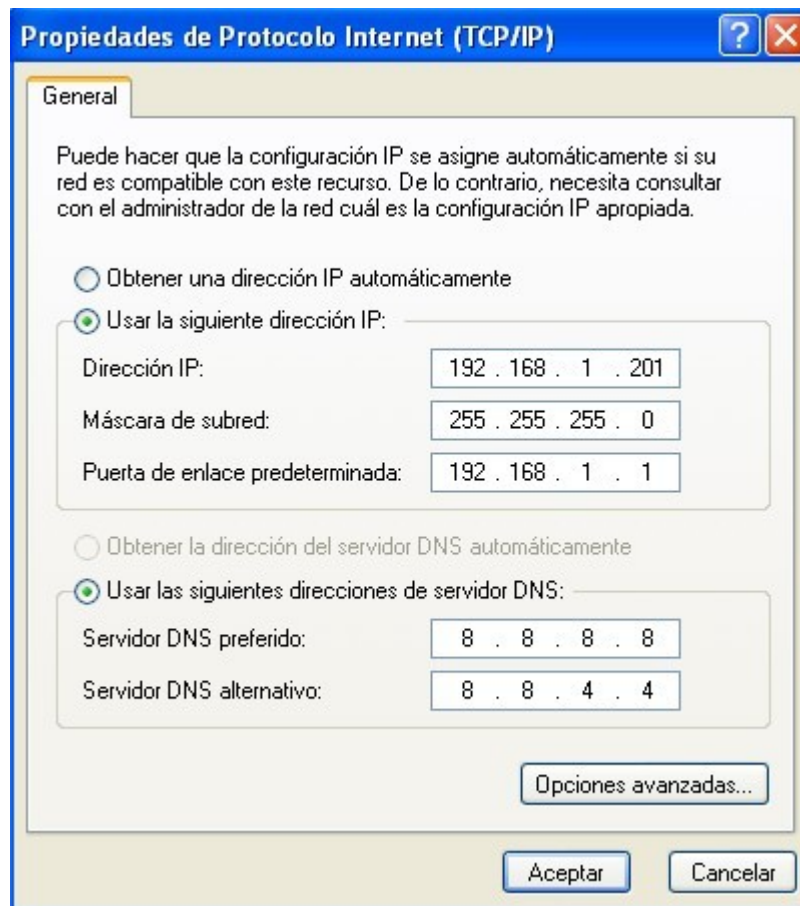 Propiedades de Protocolo Internet (TCP/IP)
General
Puede hacer que la configuración IP se asigne automáticamente si su
red es compatible con este recurso. De lo contrario, necesita consultar
con el administrador de la red cuál es la configuración IP apropiada.
Obtener una dirección IP automáticamente
Usar la siguiente dirección IP:
Dirección IP: 192 . 168 . 1 . 201
Máscara de subred: 255 . 255 . 255 . 0
Puerta de enlace predeterminada: 192 . 168 . 1 . 1
Obtener la dirección del servidor DNS automáticamente
Usar las siguientes direcciones de servidor DNS:
Servidor DNS preferido: 8 . 8 . 8 . 8
Servidor DNS alternativo: 8 . 8 . 4 . 4
Opciones avanzadas...
Aceptar Cancelar